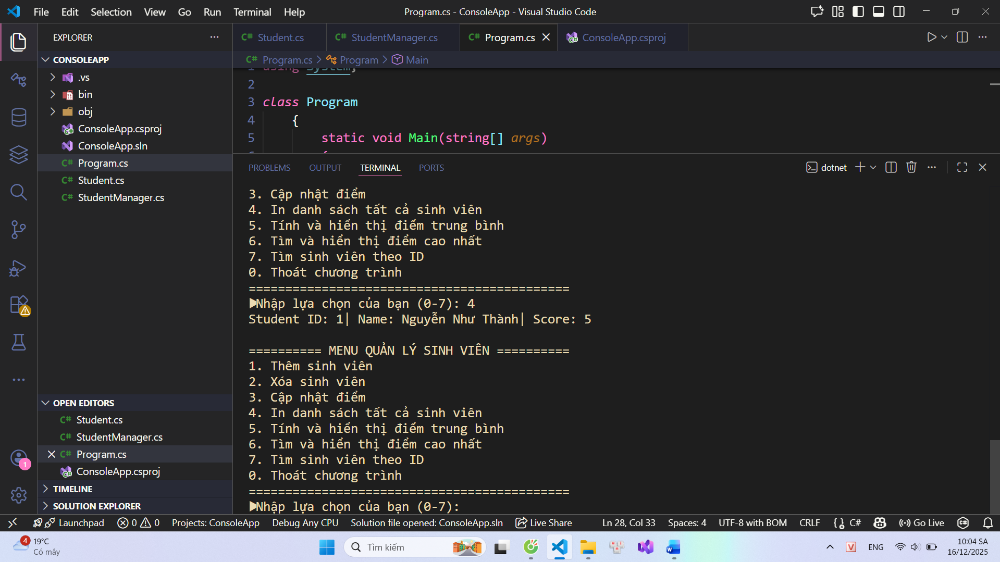 File Edit Selection View Go Run Terminal Help
Program.cs - ConsoleApp - Visual Studio Code
EXPLORER
CONSOLEAPP
.vs
bin
obj
ConsoleApp.csproj
ConsoleApp.sln
Program.cs
Student.cs
StudentManager.cs
OPEN EDITORS
Student.cs
StudentManager.cs
Program.cs
ConsoleApp.csproj
TIMELINE
SOLUTION EXPLORER
Student.cs StudentManager.cs Program.cs ConsoleApp.csproj
Program.cs > Program > Main
1 using System;
2
3 class Program
4 {
5 static void Main(string[] args)
PROBLEMS OUTPUT TERMINAL PORTS
dotnet
3. Cập nhật điểm
4. In danh sách tất cả sinh viên
5. Tính và hiển thị điểm trung bình
6. Tìm và hiển thị điểm cao nhất
7. Tìm sinh viên theo ID
0. Thoát chương trình
============================================
►Nhập lựa chọn của bạn (0-7): 4
Student ID: 1| Name: Nguyễn Như Thành| Score: 5
========== MENU QUẢN LÝ SINH VIÊN ==========
1. Thêm sinh viên
2. Xóa sinh viên
3. Cập nhật điểm
4. In danh sách tất cả sinh viên
5. Tính và hiển thị điểm trung bình
6. Tìm và hiển thị điểm cao nhất
7. Tìm sinh viên theo ID
0. Thoát chương trình
============================================
►Nhập lựa chọn của bạn (0-7):
1
Launchpad 0 0 Projects: ConsoleApp Debug Any CPU Solution file opened: ConsoleApp.sln Live Share Ln 28, Col 33 Spaces: 4 UTF-8 with BOM CRLF C# Go Live
4
19°C
Có mây
Tìm kiếm
ENG
10:04 SA
16/12/2025